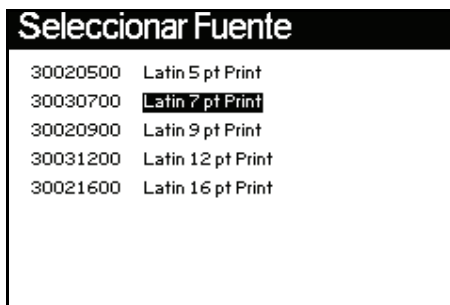 Seleccionar Fuente
30020500 Latin 5 pt Print
30030700 Latin 7 pt Print
30020900 Latin 9 pt Print
30031200 Latin 12 pt Print
30021600 Latin 16 pt Print